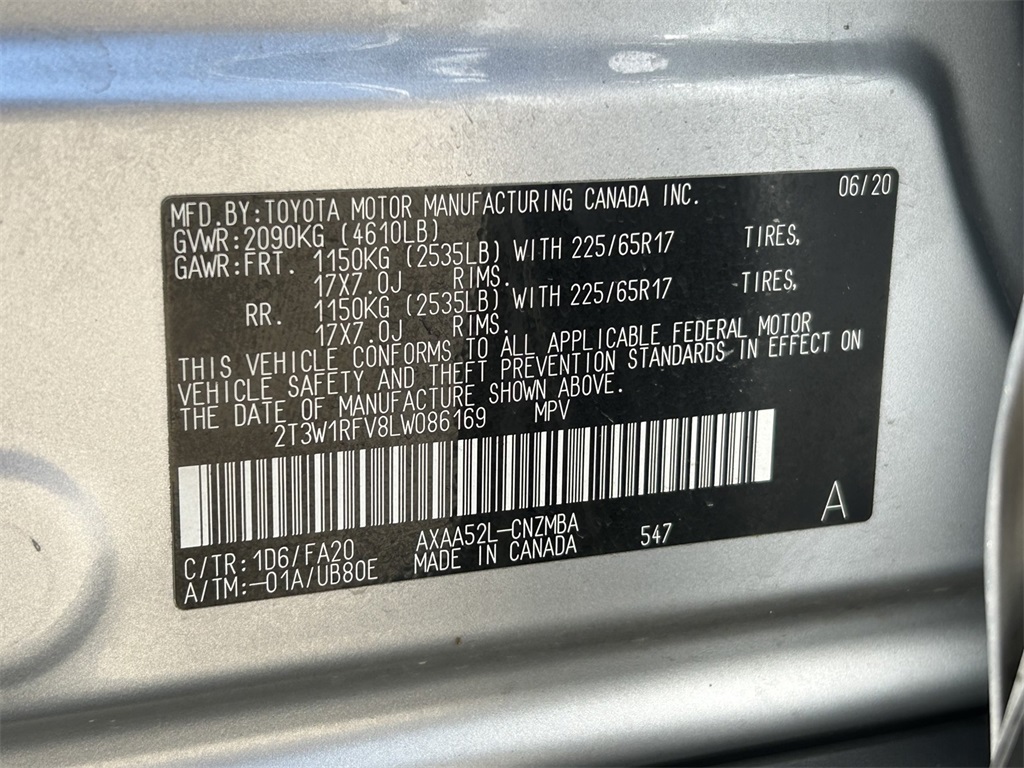 06/20
MFD.BY:TOYOTA MOTOR MANUFACTURING CANADA INC.
GVWR:2090KG (4610LB)
GAWR:FRT. 1150KG (2535LB) WITH 225/65R17 TIRES,
17X7.0J RIMS.
RR. 1150KG (2535LB) WITH 225/65R17 TIRES,
17X7.0J RIMS.
THIS VEHICLE CONFORMS TO ALL APPLICABLE FEDERAL MOTOR
VEHICLE SAFETY AND THEFT PREVENTION STANDARDS IN EFFECT ON
THE DATE OF MANUFACTURE SHOWN ABOVE.
2T3W1RFV8LW086169 MPV
C/TR:1D6/FA20 AXAA52L-CNZMBA
A/TM:-01A/UB80E MADE IN CANADA 547
A